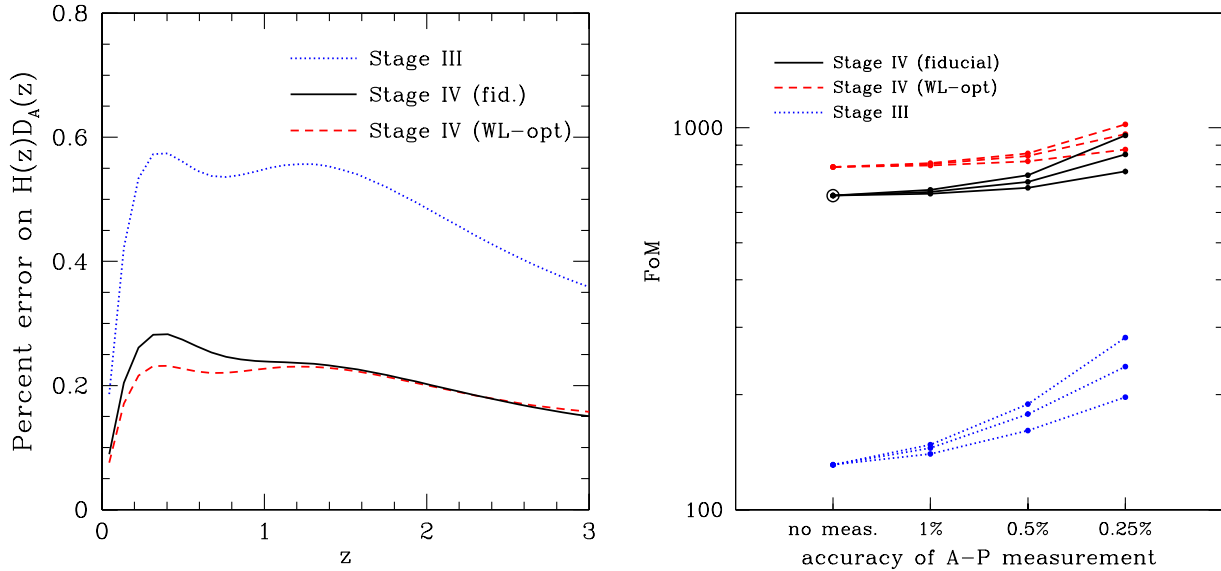 Percent error on H(z)D_A(z)
0.8
0.6
0.4
0.2
0
Stage III
Stage IV (fid.)
Stage IV (WL-opt)
0
1
2
3
z
FoM
1000
100
Stage IV (fiducial)
Stage IV (WL-opt)
Stage III
no meas.
1%
0.5%
0.25%
accuracy of A-P measurement